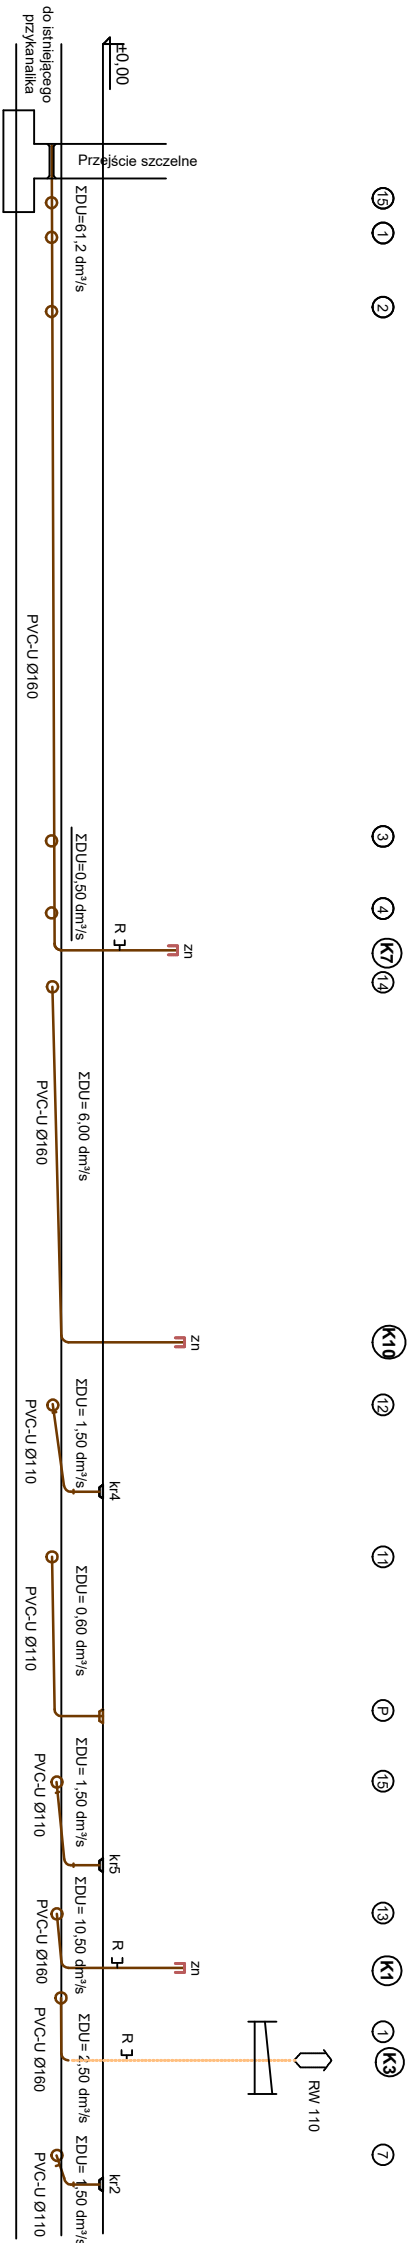 ±0,00
do istniejącego
przykanalika
Przejście szczelne
15
1
2
3
4
K7
14
K10
12
11
P
15
13
K1
1
K3
7
ΣDU=61,2 dm³/s
PVC-U Ø160
ΣDU=0,50 dm³/s
R
zn
ΣDU= 6,00 dm³/s
PVC-U Ø160
zn
ΣDU= 1,50 dm³/s
PVC-U Ø110
kr4
ΣDU= 0,60 dm³/s
PVC-U Ø110
ΣDU= 1,50 dm³/s
PVC-U Ø110
kr5
ΣDU= 10,50 dm³/s
PVC-U Ø160
R
zn
ΣDU= 2,50 dm³/s
PVC-U Ø160
R
RW 110
ΣDU= 1,50 dm³/s
PVC-U Ø110
kr2